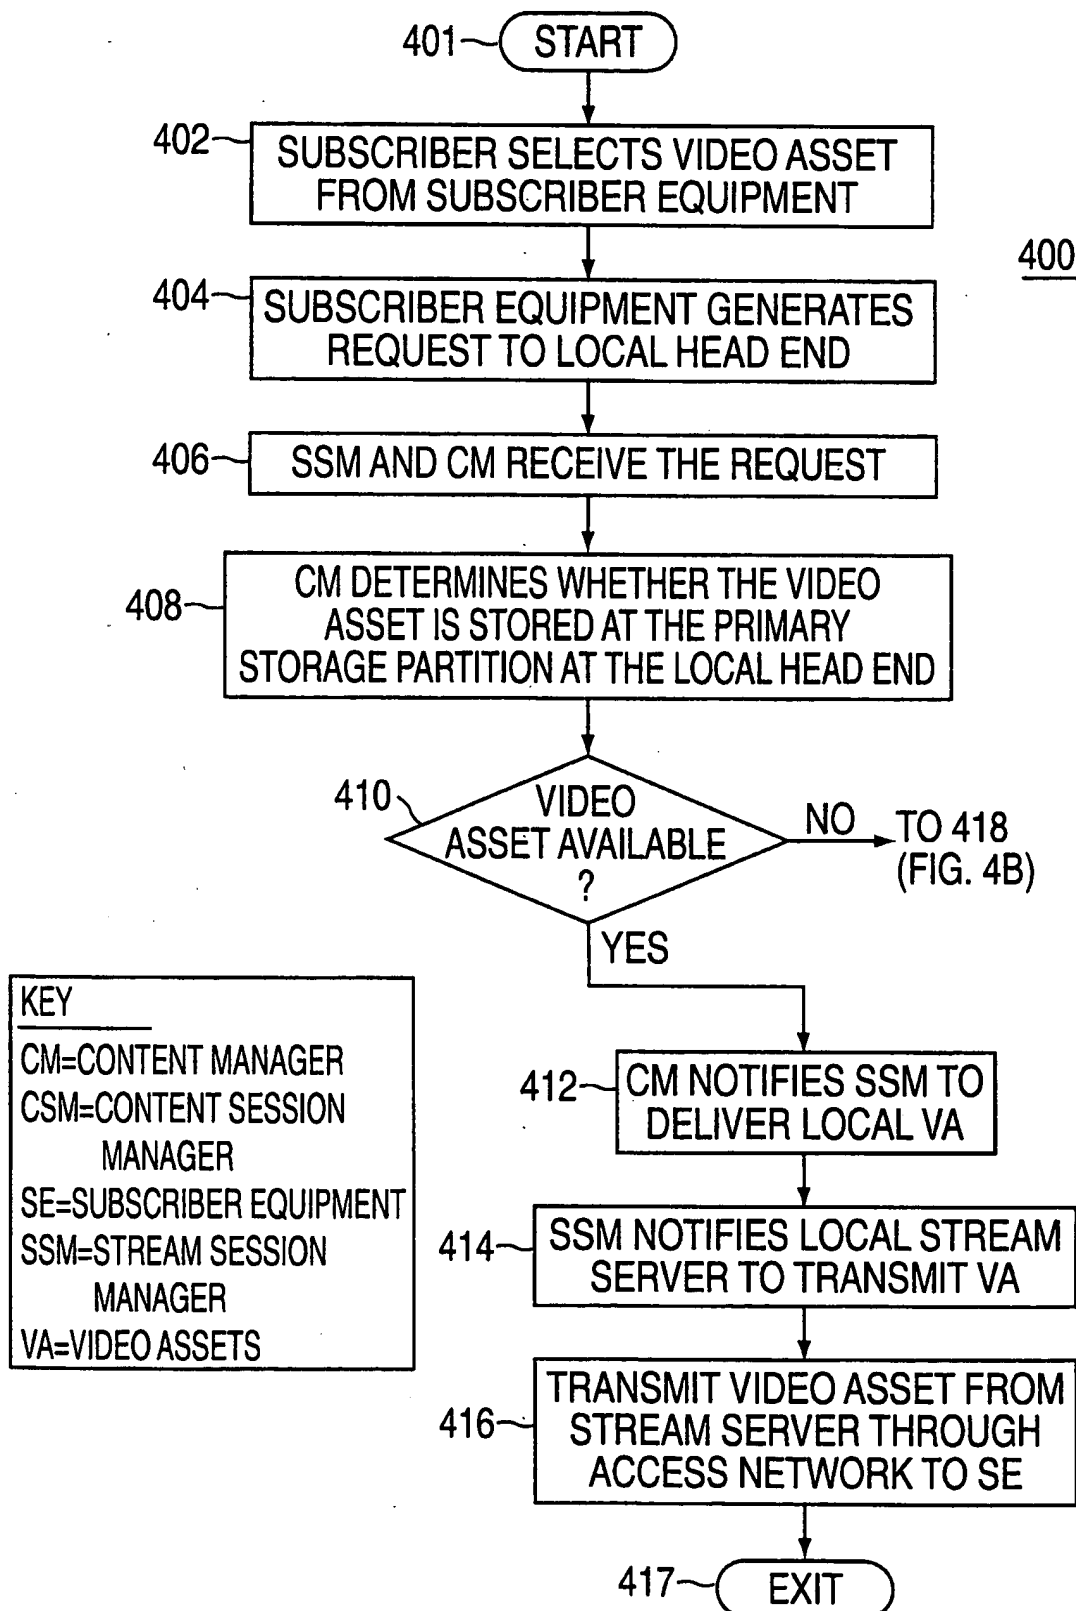 401
START
402
SUBSCRIBER SELECTS VIDEO ASSET
FROM SUBSCRIBER EQUIPMENT
400
404
SUBSCRIBER EQUIPMENT GENERATES
REQUEST TO LOCAL HEAD END
406
SSM AND CM RECEIVE THE REQUEST
408
CM DETERMINES WHETHER THE VIDEO
ASSET IS STORED AT THE PRIMARY
STORAGE PARTITION AT THE LOCAL HEAD END
410
VIDEO
ASSET AVAILABLE
?
NO
TO 418
(FIG. 4B)
YES
KEY
CM=CONTENT MANAGER
CSM=CONTENT SESSION
MANAGER
SE=SUBSCRIBER EQUIPMENT
SSM=STREAM SESSION
MANAGER
VA=VIDEO ASSETS
412
CM NOTIFIES SSM TO
DELIVER LOCAL VA
414
SSM NOTIFIES LOCAL STREAM
SERVER TO TRANSMIT VA
416
TRANSMIT VIDEO ASSET FROM
STREAM SERVER THROUGH
ACCESS NETWORK TO SE
417
EXIT